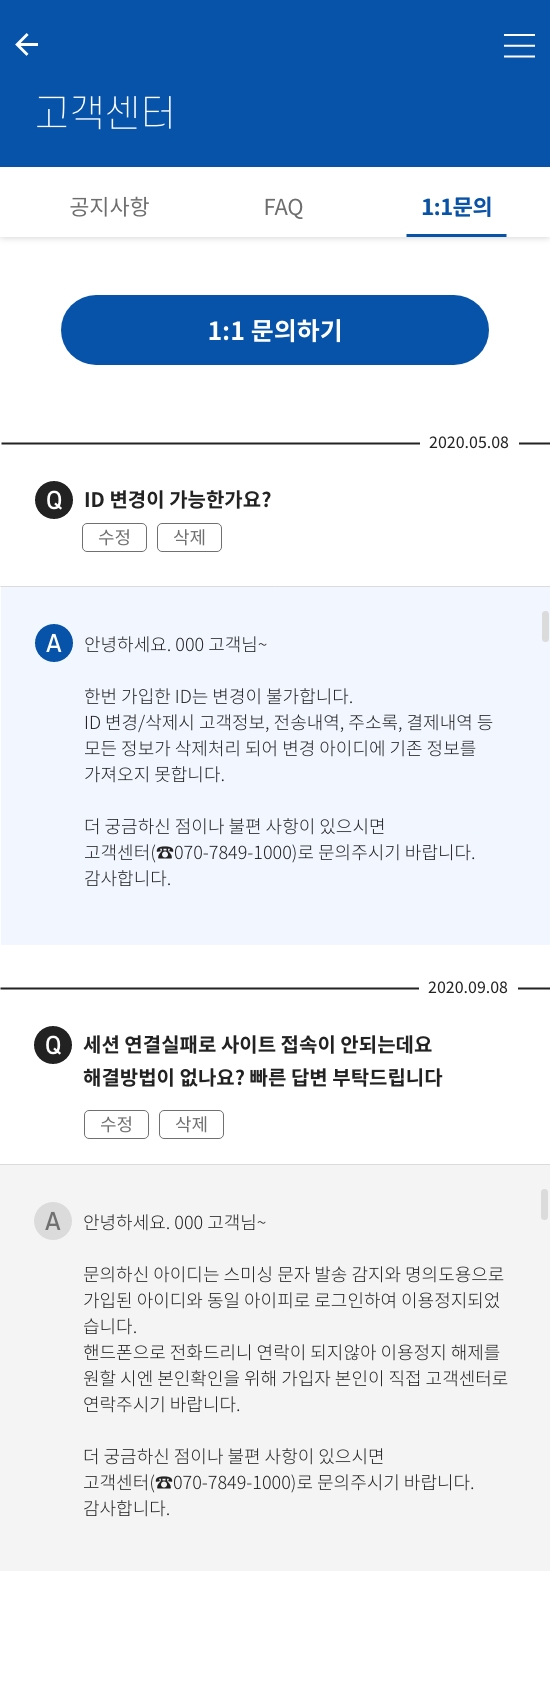 고객센터
공지사항 FAQ 1:1문의
1:1 문의하기
2020.05.08
Q ID 변경이 가능한가요?
수정 삭제
A 안녕하세요. 000 고객님~
한번 가입한 ID는 변경이 불가합니다.
ID 변경/삭제시 고객정보, 전송내역, 주소록, 결제내역 등
모든 정보가 삭제처리 되어 변경 아이디에 기존 정보를
가져오지 못합니다.
더 궁금하신 점이나 불편 사항이 있으시면
고객센터(☎070-7849-1000)로 문의주시기 바랍니다.
감사합니다.
2020.09.08
Q 세션 연결실패로 사이트 접속이 안되는데요
해결방법이 없나요? 빠른 답변 부탁드립니다
수정 삭제
A 안녕하세요. 000 고객님~
문의하신 아이디는 스미싱 문자 발송 감지와 명의도용으로
가입된 아이디와 동일 아이피로 로그인하여 이용정지되었
습니다.
핸드폰으로 전화드리니 연락이 되지않아 이용정지 해제를
원할 시엔 본인확인을 위해 가입자 본인이 직접 고객센터로
연락주시기 바랍니다.
더 궁금하신 점이나 불편 사항이 있으시면
고객센터(☎070-7849-1000)로 문의주시기 바랍니다.
감사합니다.